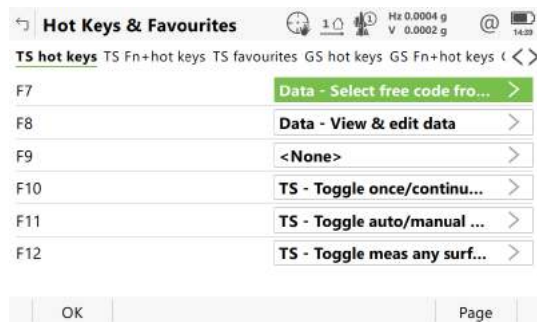 Hot Keys & Favourites 1 1 Hz 0.0004 g V 0.0002 g @ 14:39
TS hot keys TS Fn+hot keys TS favourites GS hot keys GS Fn+hot keys
F7 Data - Select free code fro...
F8 Data - View & edit data
F9 <None>
F10 TS - Toggle once/continu...
F11 TS - Toggle auto/manual ...
F12 TS - Toggle meas any surf...
OK Page